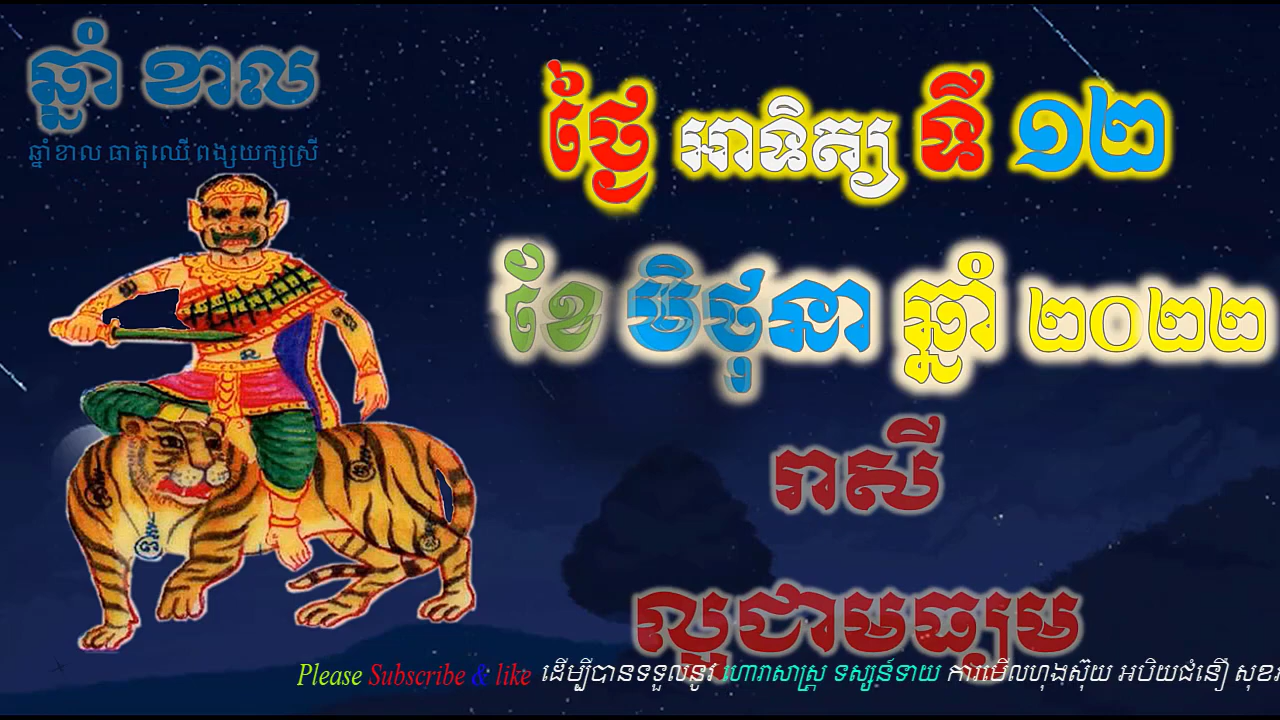 ឆ្នាំ ខាល
ឆ្នាំខាល ធាតុឈើ ពង្សយក្សស្រី
ថ្ងៃ អាទិត្យ ទី ១២
ខែ មិថុនា ឆ្នាំ ២០២២
រាសី
ល្អជាមធ្យម
Please Subscribe & like ដើម្បីបានទទួលនូវ ហោរាសាស្ត្រ ទស្សន៍ទាយ ការមើលហុងស៊ុយ អបិយជំនឿ